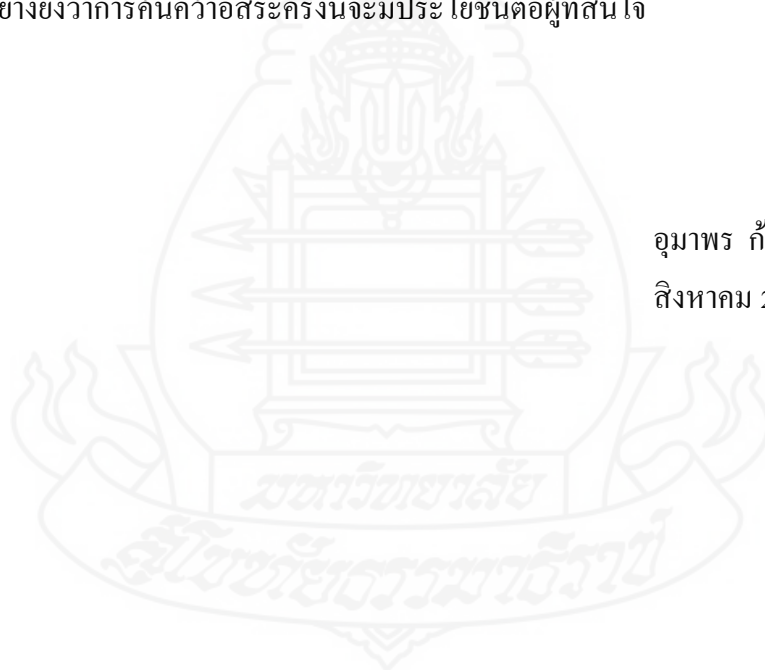 ย่างยิ่งว่าการค้นคว้าอิสระครั้งนี้จะมีประโยชน์ต่อผู้ที่สนใจ
อุมาพร ก้
สิงหาคม 2
มหาวิทยาลัย
สุโขทัยธรรมาธิราช